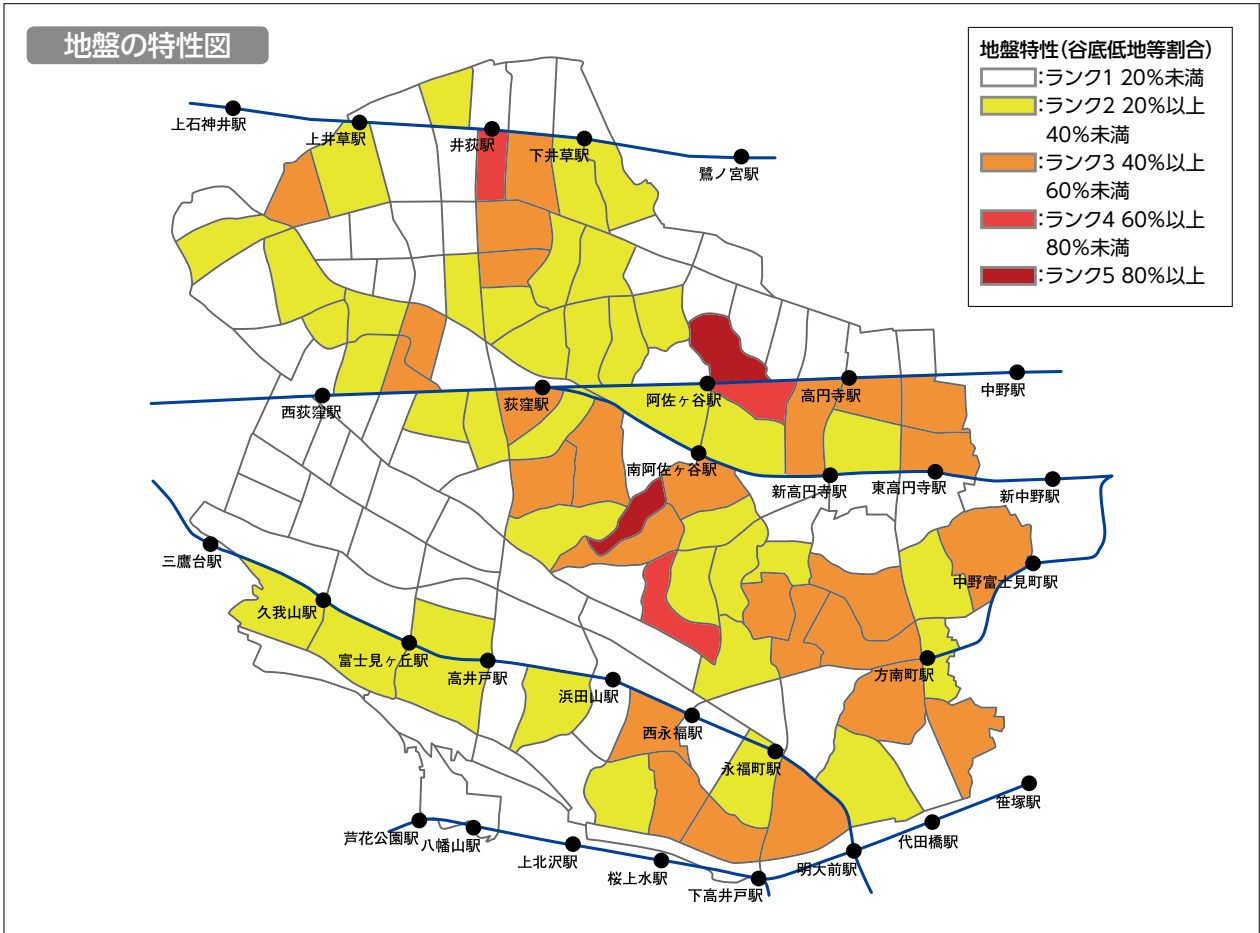 地盤の特性図
地盤特性(谷底低地等割合)
:ランク1 20%未満
:ランク2 20%以上
40%未満
:ランク3 40%以上
60%未満
:ランク4 60%以上
80%未満
:ランク5 80%以上
上石神井駅
上井草駅
井荻駅
下井草駅
鷺ノ宮駅
西荻窪駅
荻窪駅
阿佐ヶ谷駅
高円寺駅
中野駅
南阿佐ヶ谷駅
新高円寺駅
東高円寺駅
新中野駅
三鷹台駅
久我山駅
中野富士見町駅
富士見ヶ丘駅
高井戸駅
浜田山駅
方南町駅
西永福駅
永福町駅
笹塚駅
芦花公園駅
八幡山駅
上北沢駅
桜上水駅
下高井戸駅
明大前駅
代田橋駅